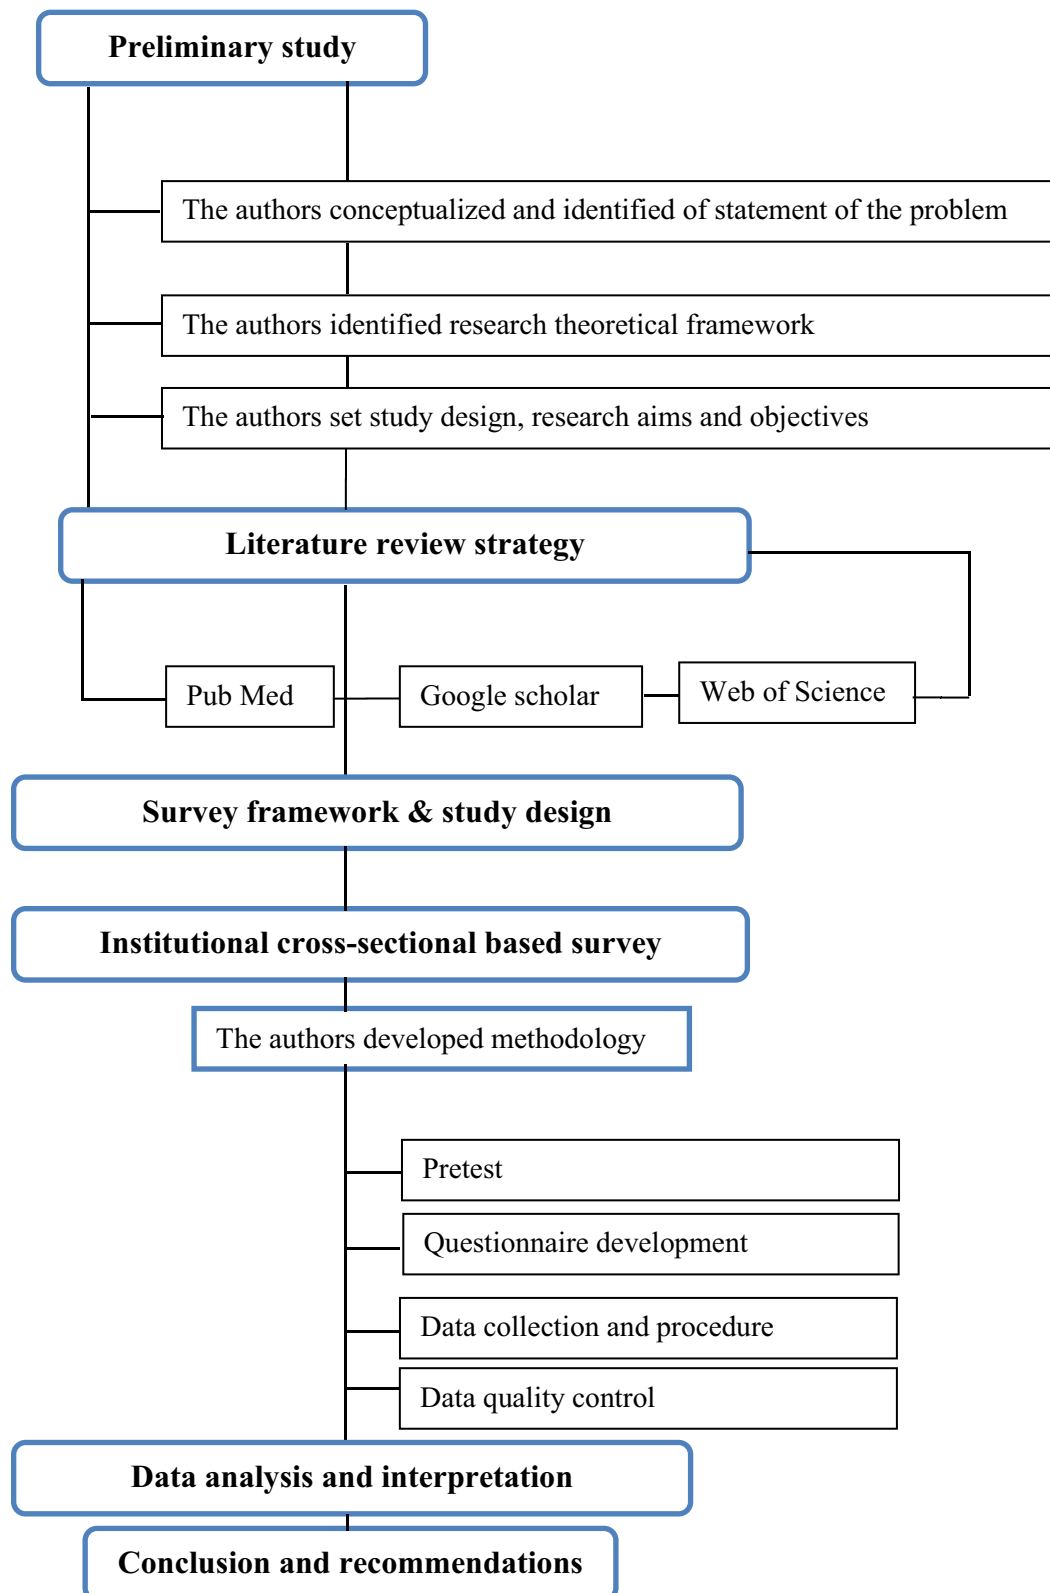 Preliminary study
The authors conceptualized and identified of statement of the problem
The authors identified research theoretical framework
The authors set study design, research aims and objectives
Literature review strategy
Pub Med
Google scholar
Web of Science
Survey framework & study design
Institutional cross-sectional based survey
The authors developed methodology
Pretest
Questionnaire development
Data collection and procedure
Data quality control
Data analysis and interpretation
Conclusion and recommendations